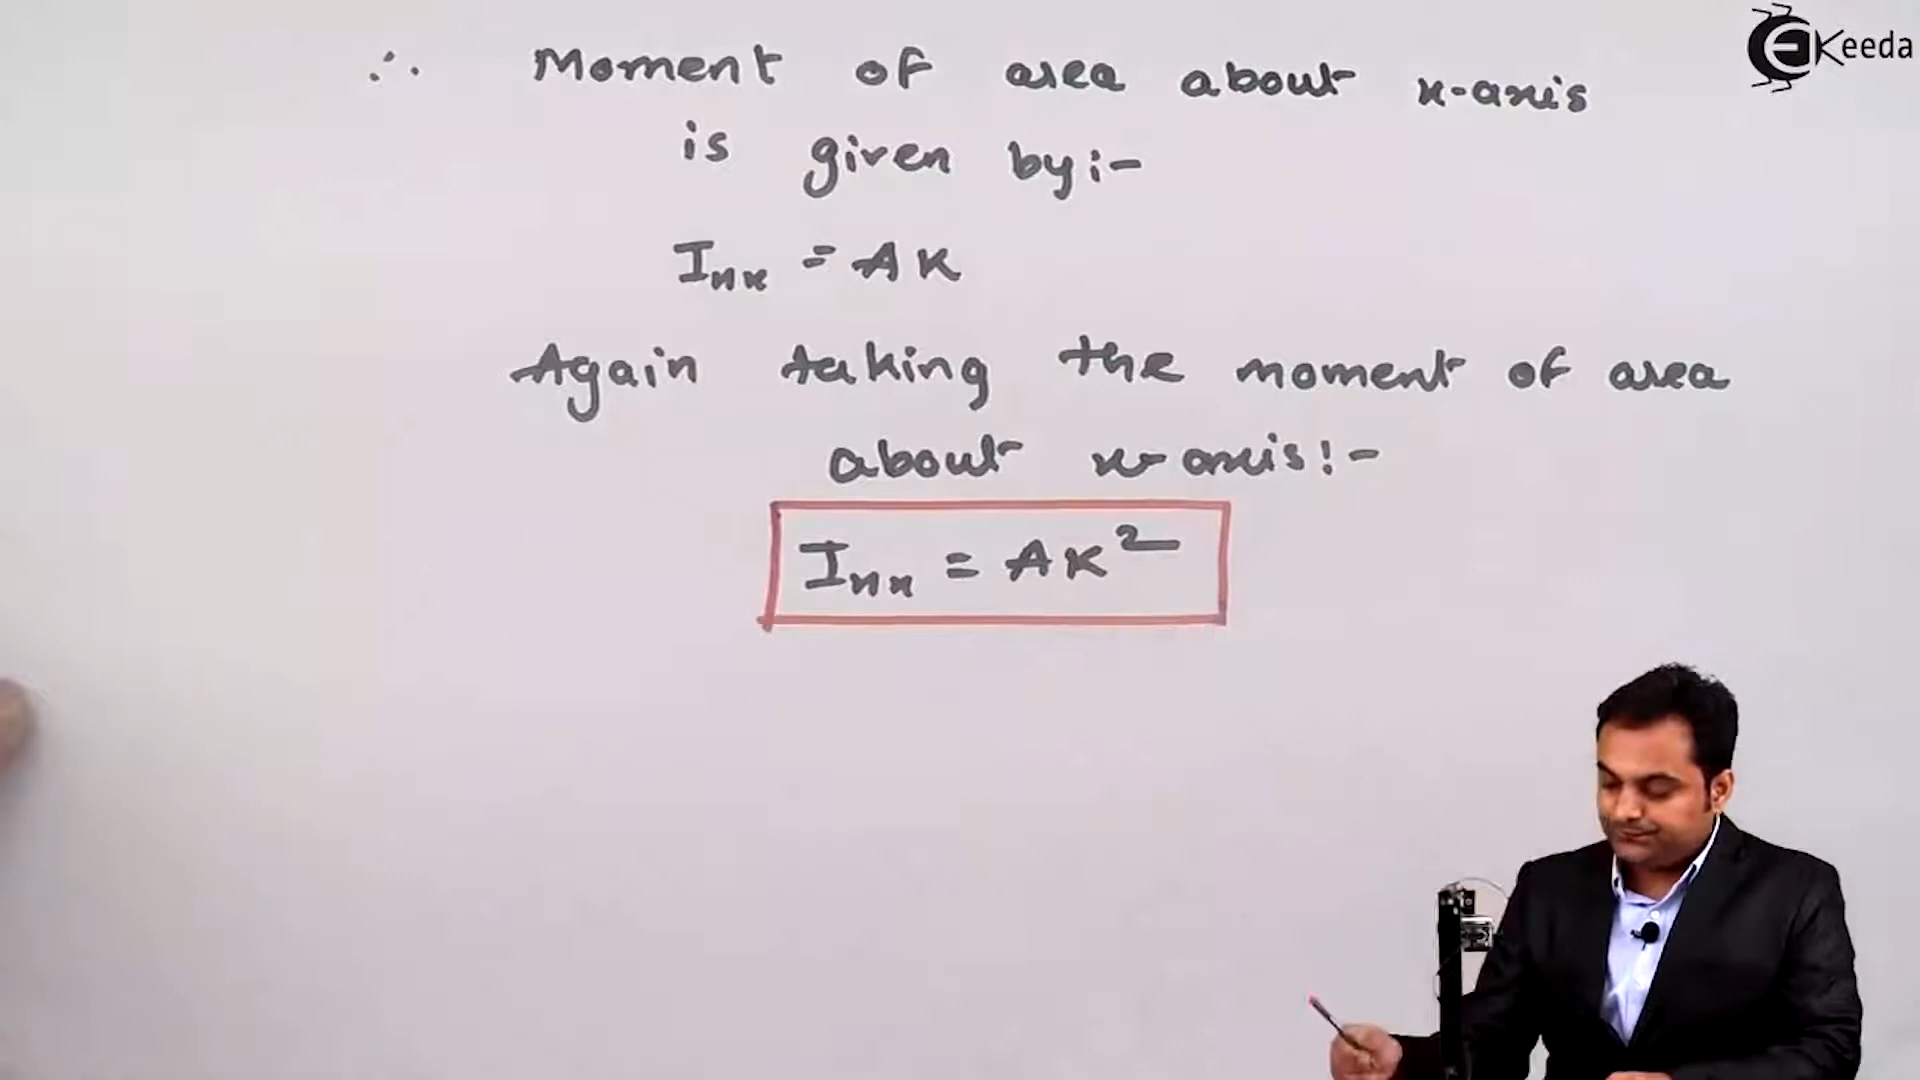 Ekeeda
∴ Moment of area about x-axis
is given by:-
Ixx = AK
Again taking the moment of area
about x-axis:-
Ixx = AK²